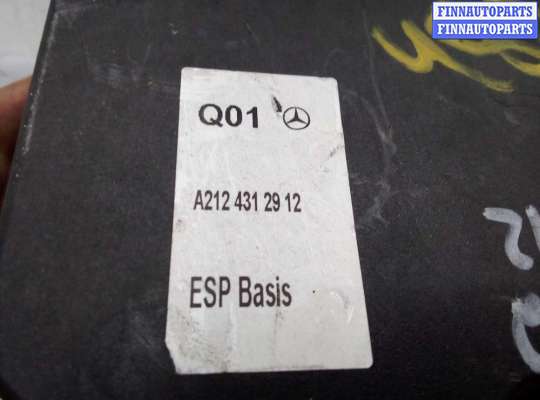 FINNAUTOPARTS
FINNAUTOPARTS
Q01
A212 431 29 12
ESP Basis